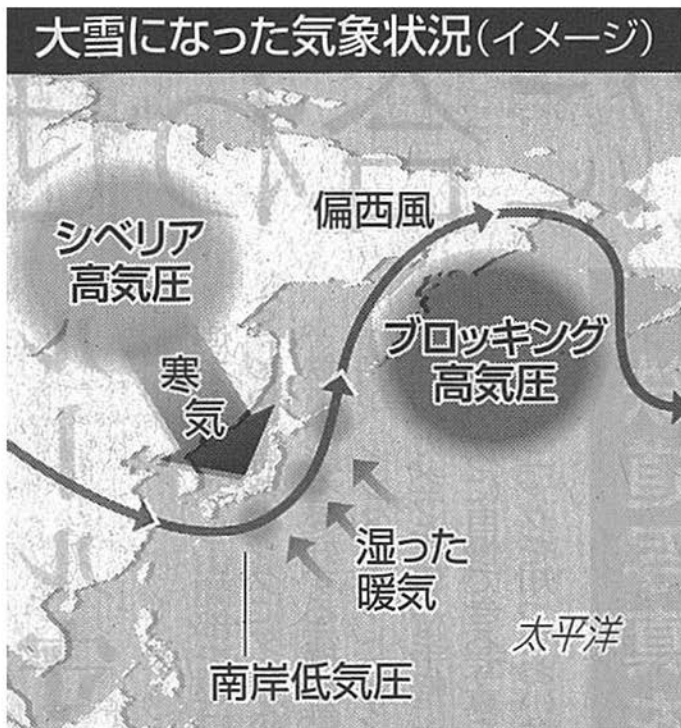 大雪になった気象状況(イメージ)
偏西風
シベリア
高気圧
ブロッキング
高気圧
寒
気
湿った
暖気
太平洋
南岸低気圧